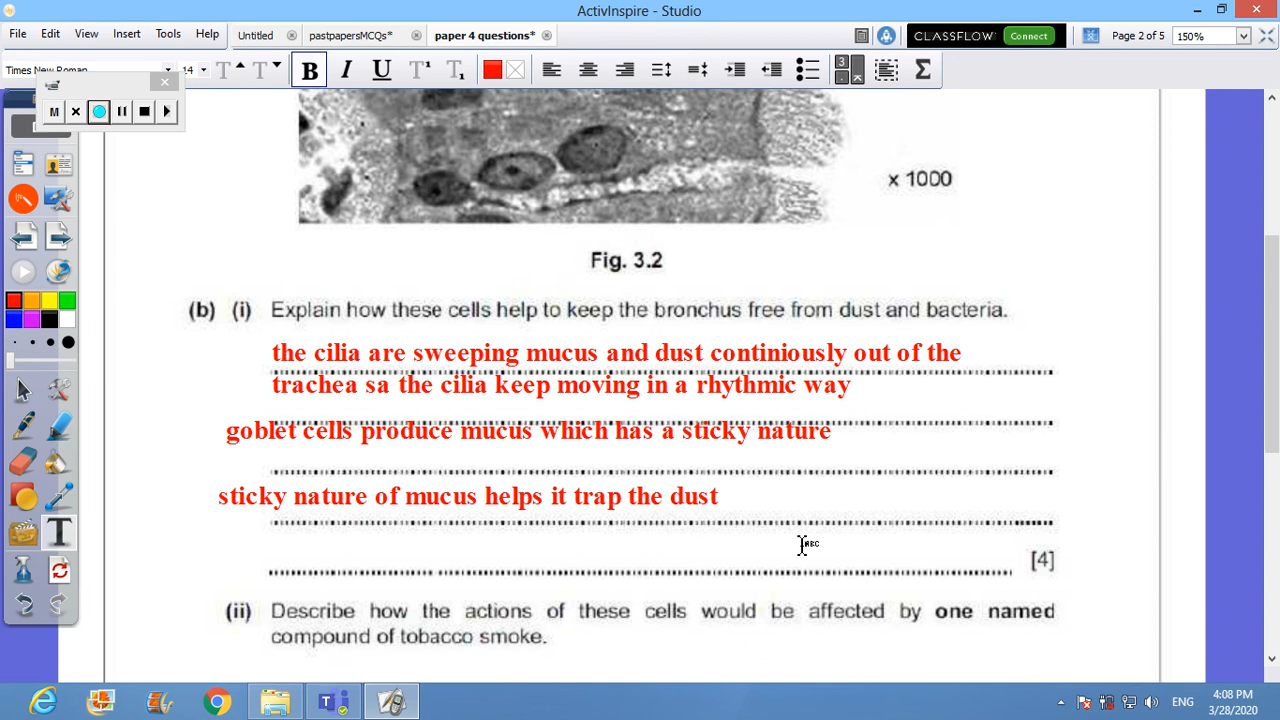 ActivInspire - Studio
File Edit View Insert Tools Help Untitled pastpapersMCQs* paper 4 questions* CLASSFLOW Connect Page 2 of 5 150%
Times New Roman 14 T T B I U T¹ T₁ Σ
M
x 1000
Fig. 3.2
(b) (i) Explain how these cells help to keep the bronchus free from dust and bacteria.
the cilia are sweeping mucus and dust continiously out of the
trachea sa the cilia keep moving in a rhythmic way
goblet cells produce mucus which has a sticky nature
sticky nature of mucus helps it trap the dust
ABC
[4]
(ii) Describe how the actions of these cells would be affected by one named
compound of tobacco smoke.
ENG
4:08 PM
3/28/2020